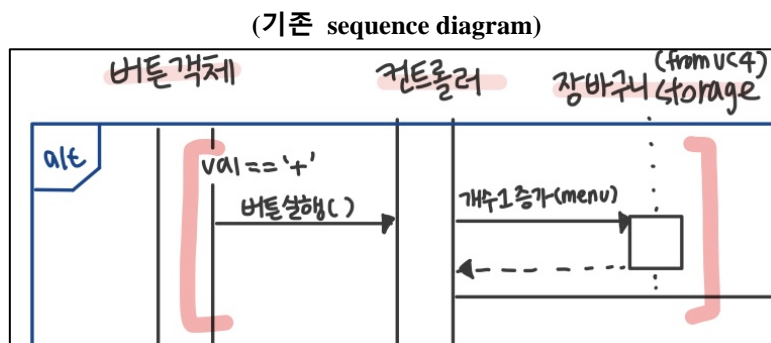 (기존 sequence diagram)
버튼객체 컨트롤러 장바구니 (from UC4)
storage
alt
val == '+'
버튼실행( ) 개수1증가(menu)